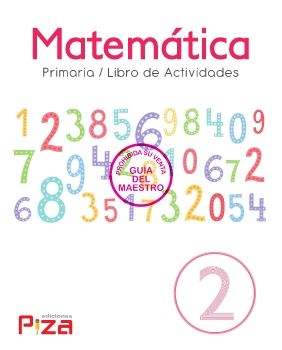 Matemática
Primaria / Libro de Actividades
PROHIBIDA SU VENTA
GUÍA
DEL
MAESTRO
2
ediciones
Piza